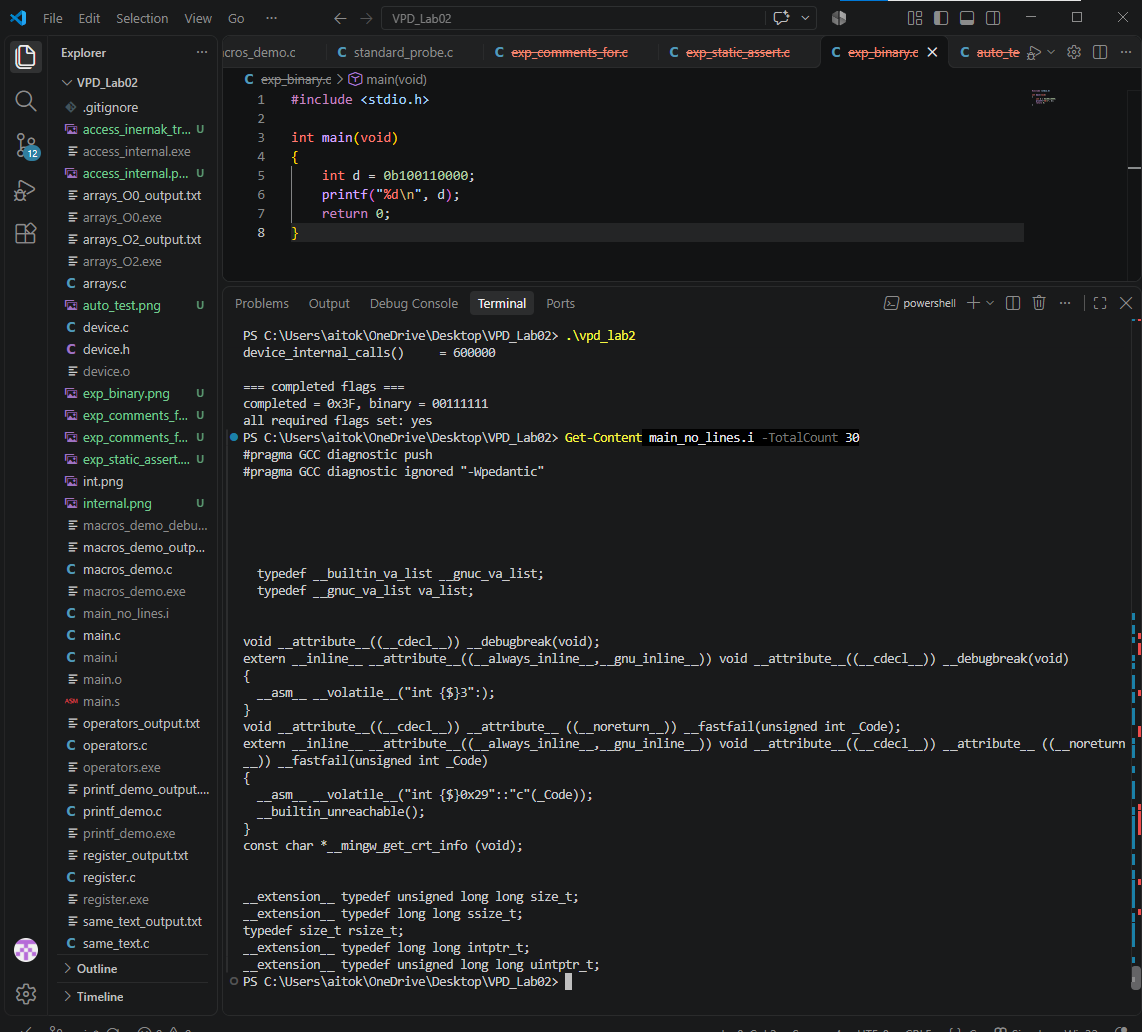 File Edit Selection View Go ··· VPD_Lab02
Explorer ···
VPD_Lab02
.gitignore
access_inernak_tr... U
access_internal.exe
access_internal.p... U
arrays_O0_output.txt
arrays_O0.exe
arrays_O2_output.txt
arrays_O2.exe
arrays.c
auto_test.png U
device.c
device.h
device.o
exp_binary.png U
exp_comments_f... U
exp_comments_f... U
exp_static_assert.... U
int.png
internal.png U
macros_demo_debu...
macros_demo_outp...
macros_demo.c
macros_demo.exe
main_no_lines.i
main.c
main.i
main.o
ASM main.s
operators_output.txt
operators.c
operators.exe
printf_demo_output....
printf_demo.c
printf_demo.exe
register_output.txt
register.c
register.exe
same_text_output.txt
same_text.c
Outline
Timeline
12
acros_demo.c C standard_probe.c C exp_comments_for.c C exp_static_assert.c C exp_binary.c C auto_te
C exp_binary.c > main(void)
1 #include <stdio.h>
2
3 int main(void)
4 {
5 int d = 0b100110000;
6 printf("%d\n", d);
7 return 0;
8 }
Problems Output Debug Console Terminal Ports powershell
PS C:\Users\aitok\OneDrive\Desktop\VPD_Lab02> .\vpd_lab2
device_internal_calls() = 600000
=== completed flags ===
completed = 0x3F, binary = 00111111
all required flags set: yes
PS C:\Users\aitok\OneDrive\Desktop\VPD_Lab02> Get-Content main_no_lines.i -TotalCount 30
#pragma GCC diagnostic push
#pragma GCC diagnostic ignored "-Wpedantic"
typedef __builtin_va_list __gnuc_va_list;
typedef __gnuc_va_list va_list;
void __attribute__((__cdecl__)) __debugbreak(void);
extern __inline__ __attribute__((__always_inline__,__gnu_inline__)) void __attribute__((__cdecl__)) __debugbreak(void)
{
__asm__ __volatile__("int {$}3":);
}
void __attribute__((__cdecl__)) __attribute__ ((__noreturn__)) __fastfail(unsigned int _Code);
extern __inline__ __attribute__((__always_inline__,__gnu_inline__)) void __attribute__((__cdecl__)) __attribute__ ((__noreturn
__)) __fastfail(unsigned int _Code)
{
__asm__ __volatile__("int {$}0x29"::"c"(_Code));
__builtin_unreachable();
}
const char *__mingw_get_crt_info (void);
__extension__ typedef unsigned long long size_t;
__extension__ typedef long long ssize_t;
typedef size_t rsize_t;
__extension__ typedef long long intptr_t;
__extension__ typedef unsigned long long uintptr_t;
PS C:\Users\aitok\OneDrive\Desktop\VPD_Lab02>